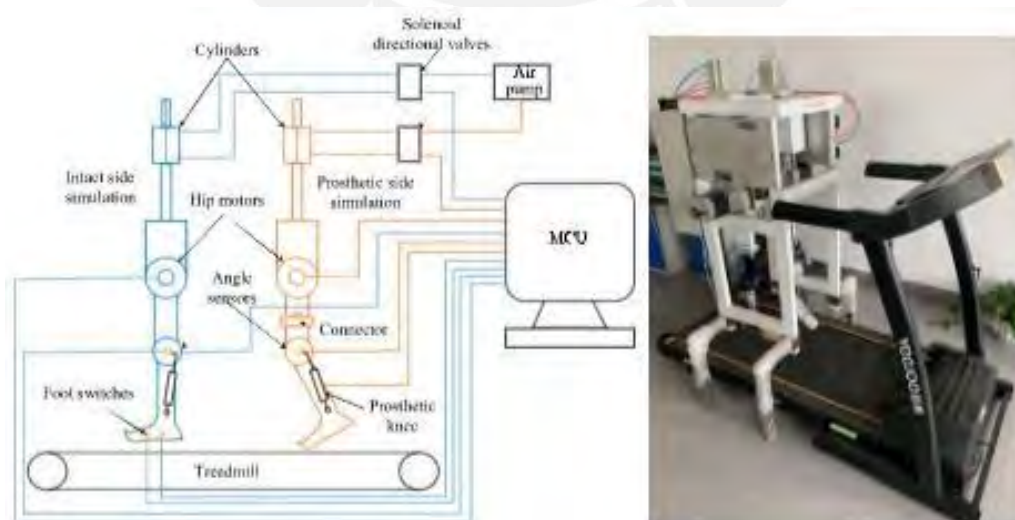 Solenoid
directional valves
Cylinders
Air
pump
Intact side
simulation
Prosthetic side
simulation
Hip motors
MCU
Angle
sensors
Connector
Foot switches
Prosthetic
knee
Treadmill